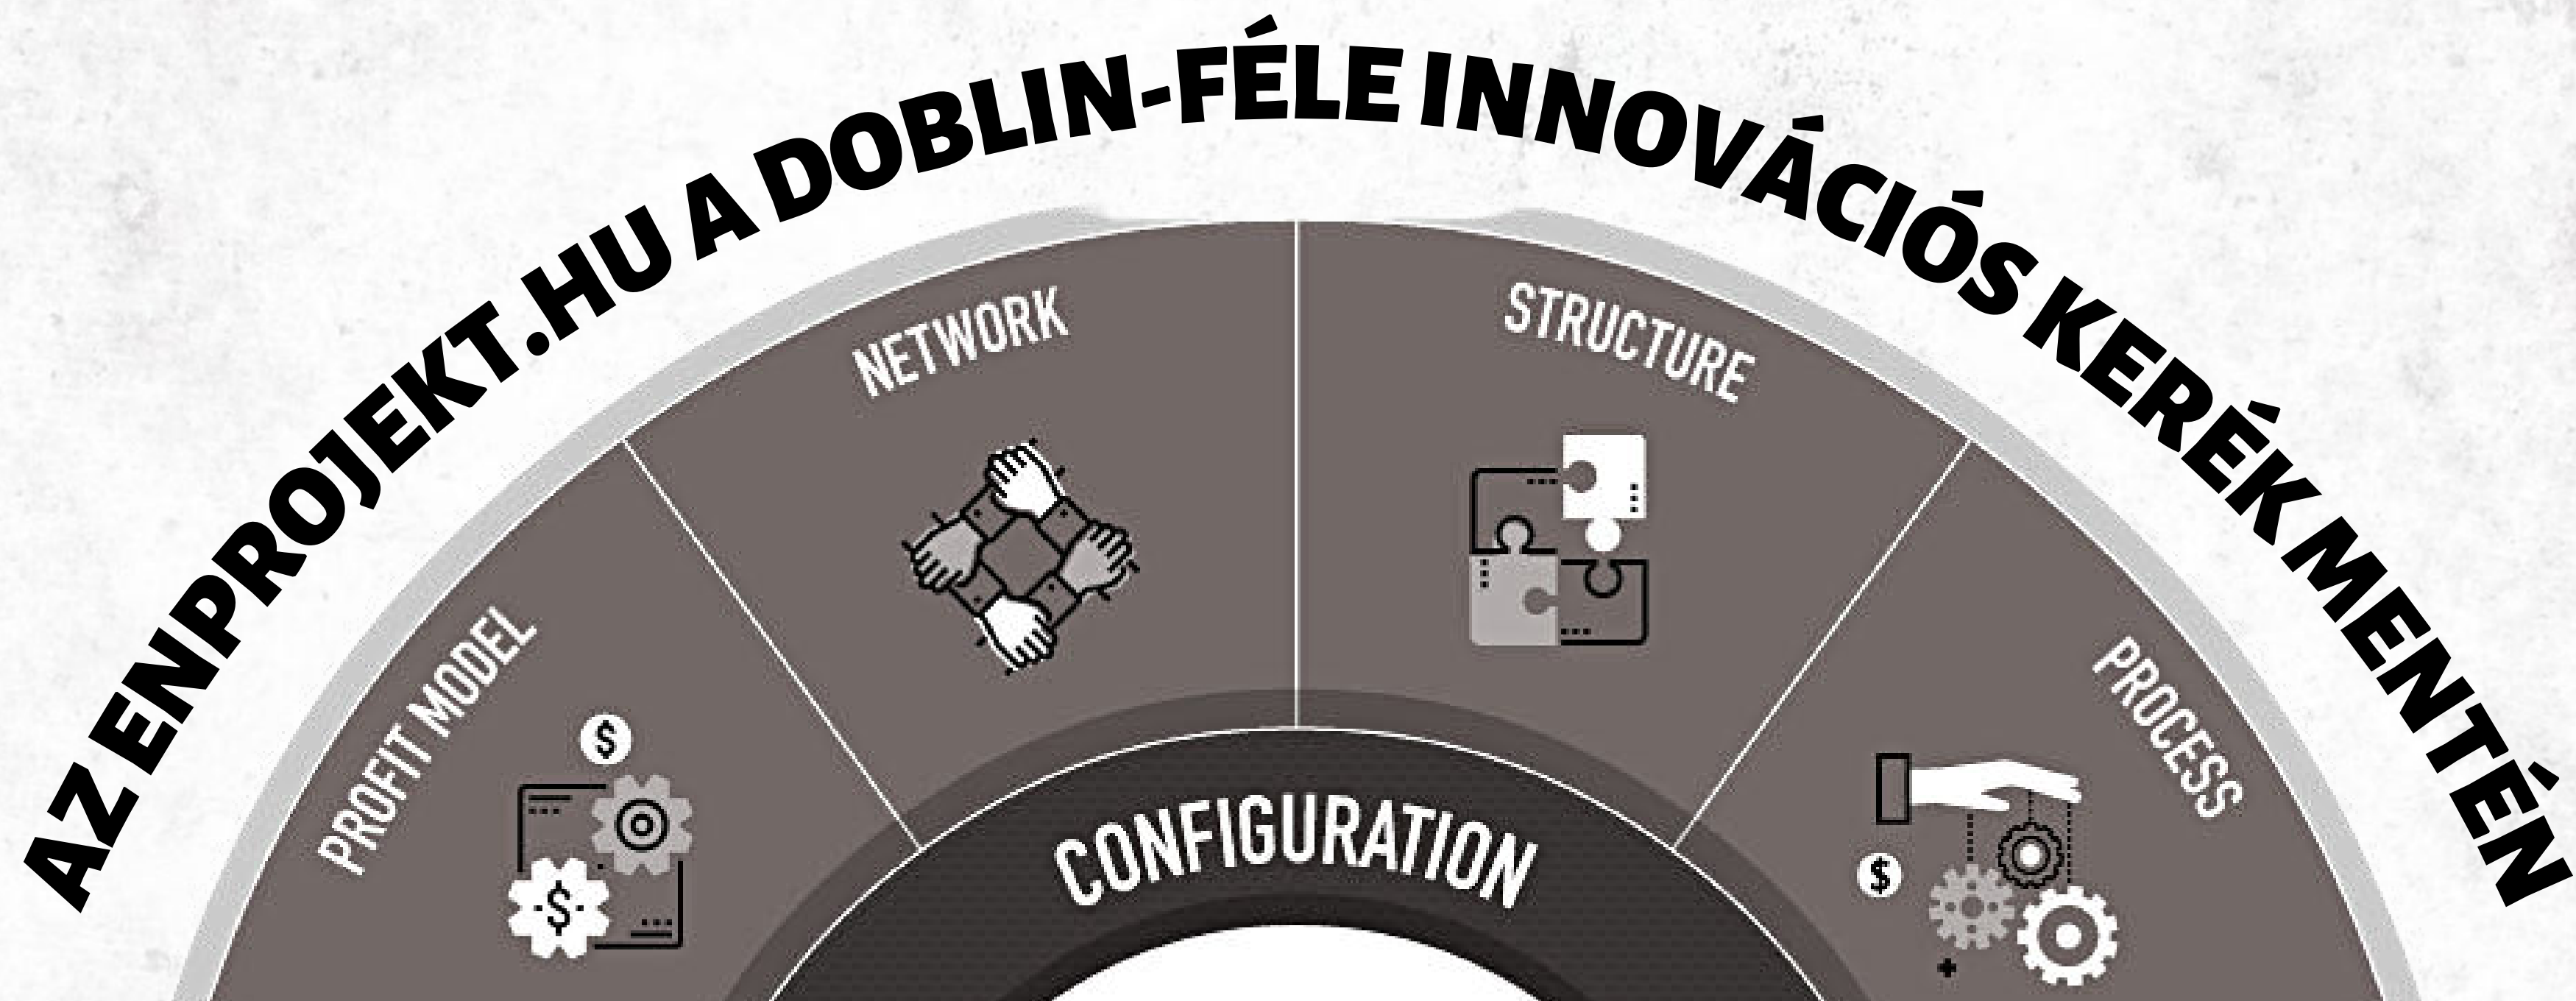 AZ ENPROJEKT.HU A DOBLIN-FÉLE INNOVÁCIÓS KERÉK MENTÉN
PROFIT MODEL
NETWORK
STRUCTURE
PROCESS
$
$
$
CONFIGURATION